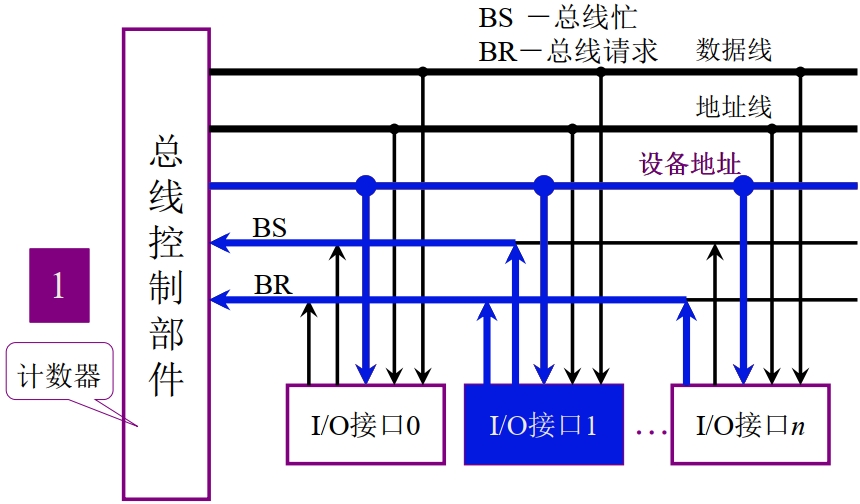 BS －总线忙
BR－总线请求
数据线
地址线
设备地址
BS
BR
总线控制部件
1
计数器
I/O接口0
I/O接口1
…
I/O接口n